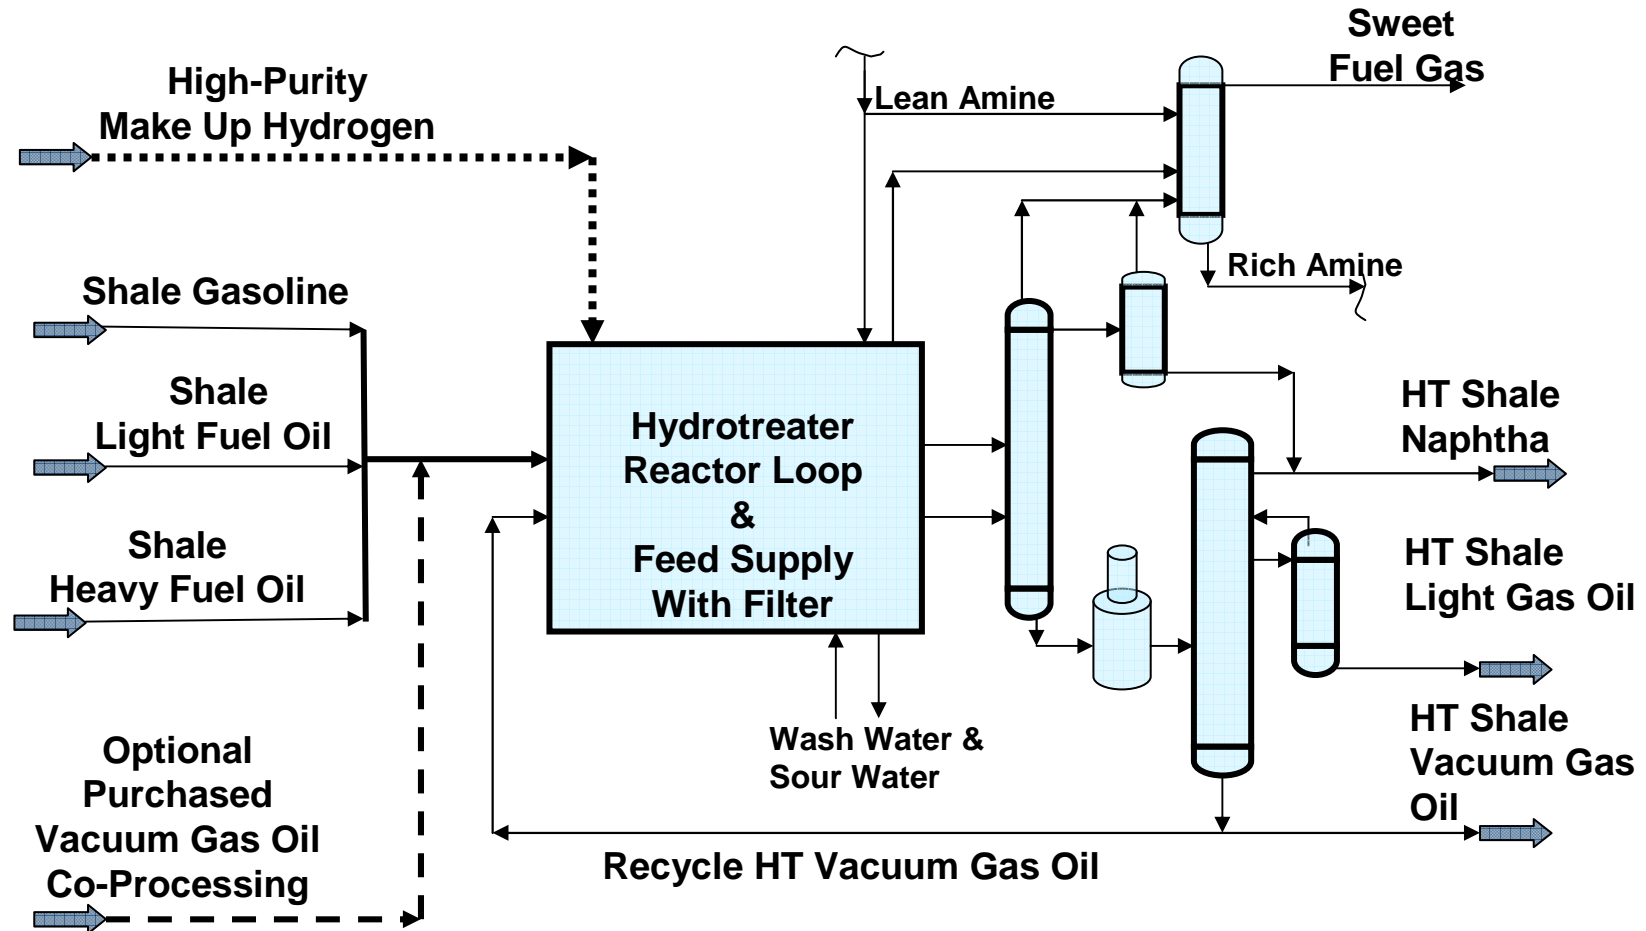 Sweet
Fuel Gas
High-Purity
Make Up Hydrogen
Lean Amine
Rich Amine
Shale Gasoline
Shale
Light Fuel Oil
Shale
Heavy Fuel Oil
Hydrotreater
Reactor Loop
&
Feed Supply
With Filter
HT Shale
Naphtha
HT Shale
Light Gas Oil
HT Shale
Vacuum Gas
Oil
Wash Water &
Sour Water
Optional
Purchased
Vacuum Gas Oil
Co-Processing
Recycle HT Vacuum Gas Oil